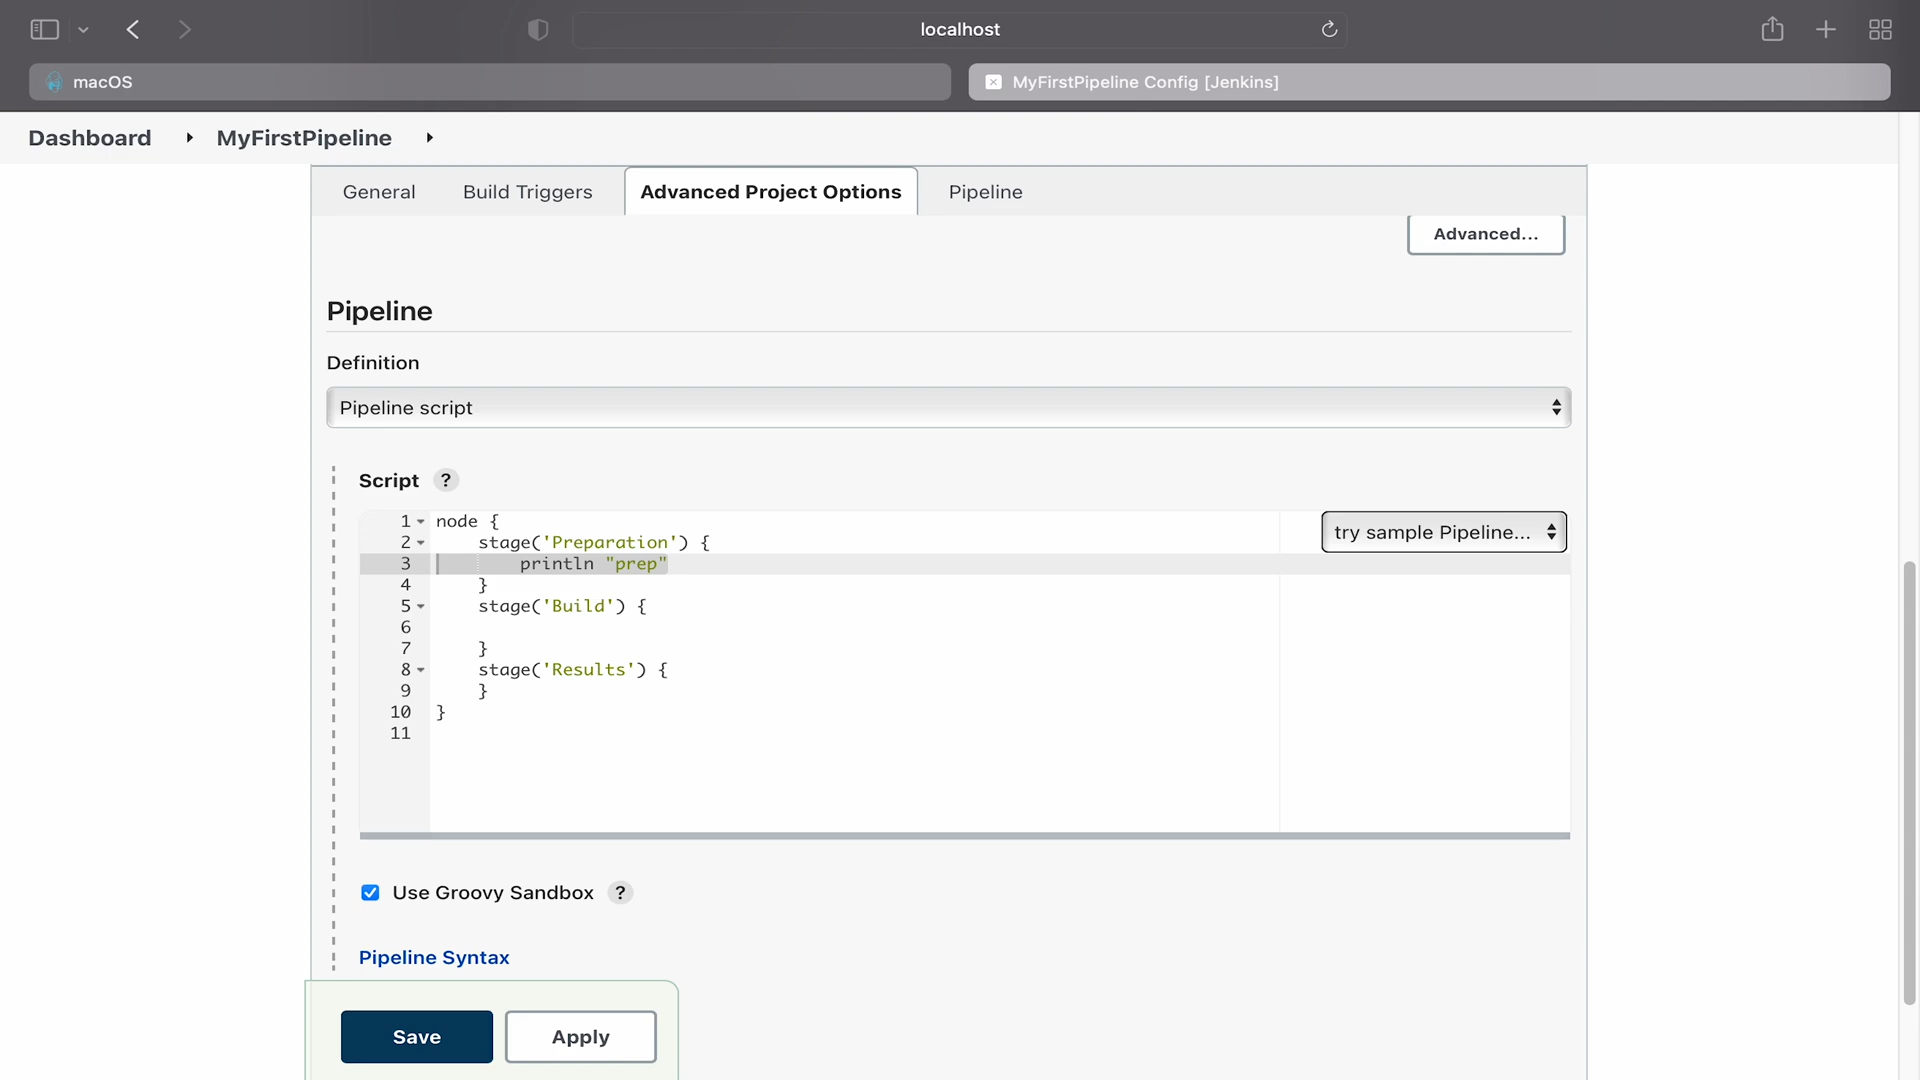 localhost
macOS
MyFirstPipeline Config [Jenkins]
Dashboard
MyFirstPipeline
General
Build Triggers
Advanced Project Options
Pipeline
Advanced...
Pipeline
Definition
Pipeline script
Script ?
try sample Pipeline...
1 node {
2     stage('Preparation') {
3         println "prep"
4     }
5     stage('Build') {
6
7     }
8     stage('Results') {
9     }
10 }
11
Use Groovy Sandbox ?
Pipeline Syntax
Save
Apply